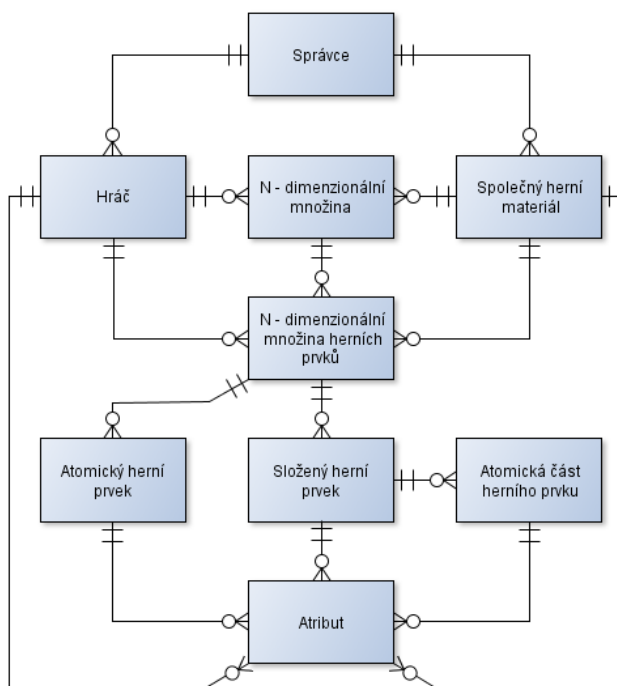 Správce
Hráč
N - dimenzionální
množina
Společný herní
materiál
N - dimenzionální
množina herních
prvků
Atomický herní
prvek
Složený herní
prvek
Atomická část
herního prvku
Atribut